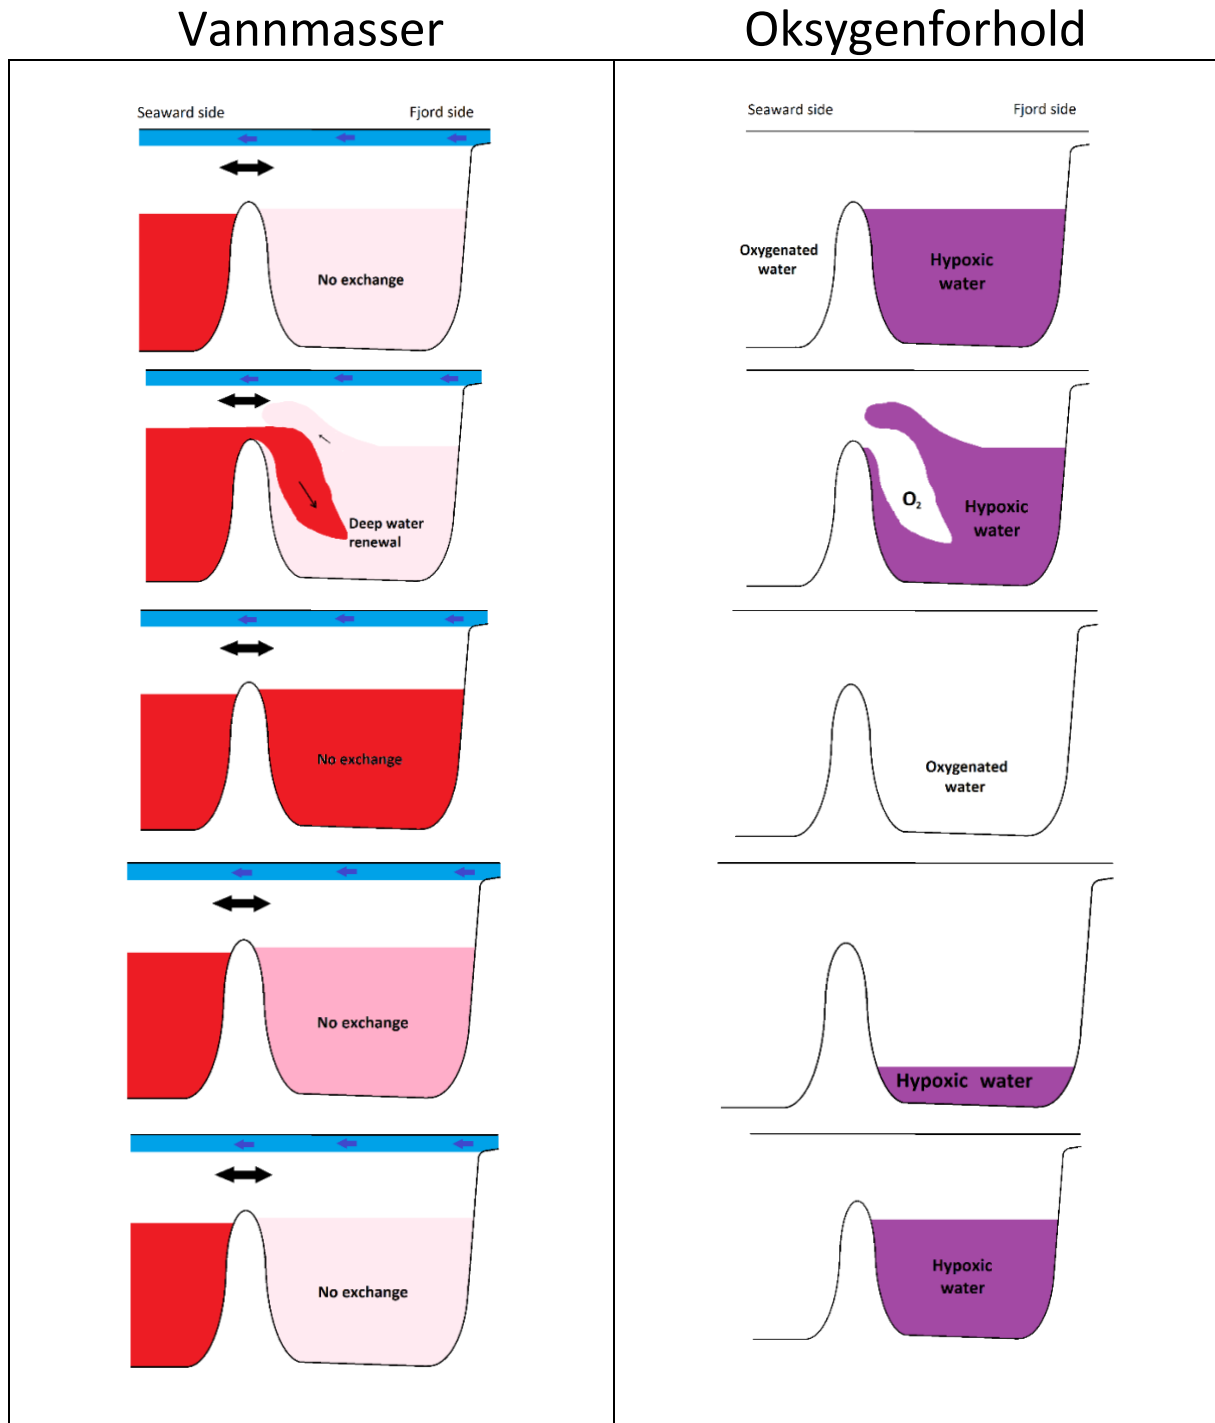 Vannmasser
Oksygenforhold
Seaward side
Fjord side
No exchange
Seaward side
Fjord side
Oxygenated
water
Hypoxic
water
Deep water
renewal
O₂
Hypoxic
water
No exchange
Oxygenated
water
No exchange
Hypoxic water
No exchange
Hypoxic
water